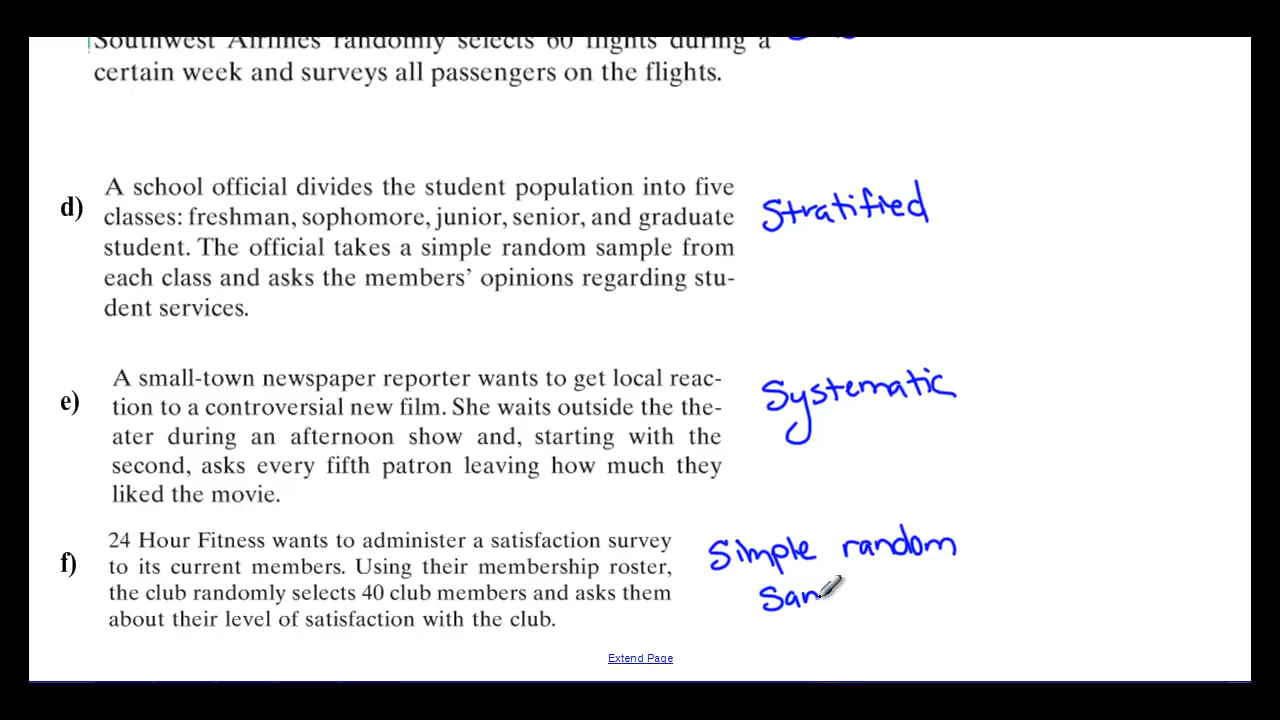 Southwest Airlines randomly selects 60 flights during a
certain week and surveys all passengers on the flights.
d) A school official divides the student population into five
classes: freshman, sophomore, junior, senior, and graduate
student. The official takes a simple random sample from
each class and asks the members' opinions regarding stu-
dent services.
Stratified
e) A small-town newspaper reporter wants to get local reac-
tion to a controversial new film. She waits outside the the-
ater during an afternoon show and, starting with the
second, asks every fifth patron leaving how much they
liked the movie.
Systematic
f) 24 Hour Fitness wants to administer a satisfaction survey
to its current members. Using their membership roster,
the club randomly selects 40 club members and asks them
about their level of satisfaction with the club.
Simple random
Sam
Extend Page